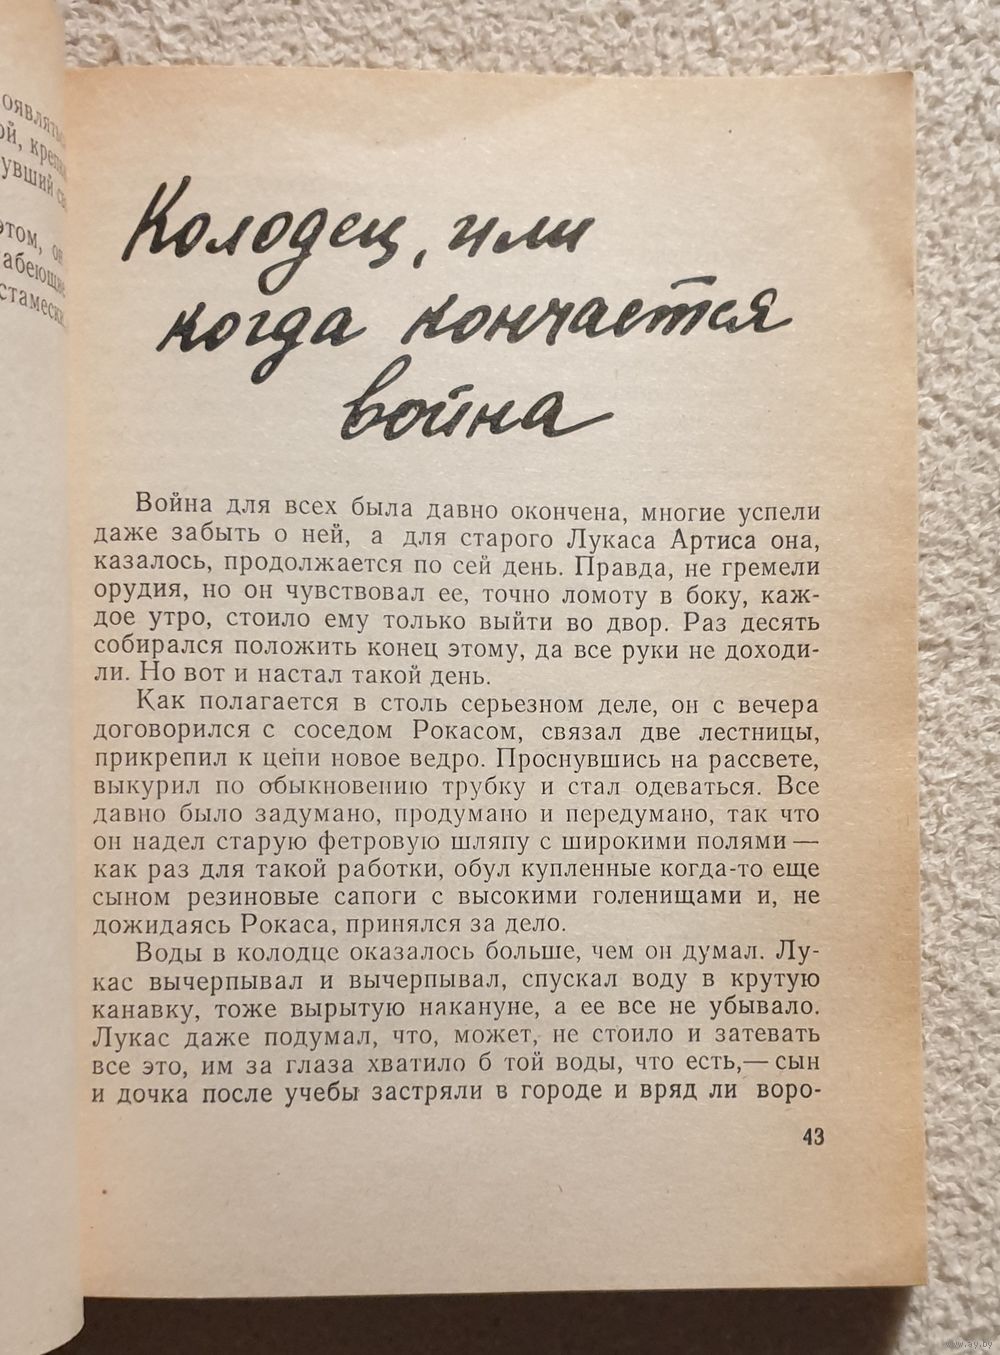 этом,
Колодец, или
когда кончается
война
Война для всех была давно окончена, многие успели
даже забыть о ней, а для старого Лукаса Артиса она,
казалось, продолжается по сей день. Правда, не гремели
орудия, но он чувствовал ее, точно ломоту в боку, каж-
дое утро, стоило ему только выйти во двор. Раз десять
собирался положить конец этому, да все руки не доходи-
ли. Но вот и настал такой день.
Как полагается в столь серьезном деле, он с вечера
договорился с соседом Рокасом, связал две лестницы,
прикрепил к цепи новое ведро. Проснувшись на рассвете,
выкурил по обыкновению трубку и стал одеваться. Все
давно было задумано, продумано и передумано, так что
он надел старую фетровую шляпу с широкими полями —
как раз для такой работки, обул купленные когда-то еще
сыном резиновые сапоги с высокими голенищами и, не
дожидаясь Рокаса, принялся за дело.
Воды в колодце оказалось больше, чем он думал. Лу-
кас вычерпывал и вычерпывал, спускал воду в крутую
канавку, тоже вырытую накануне, а ее все не убывало.
Лукас даже подумал, что, может, не стоило и затевать
все это, им за глаза хватило б той воды, что есть,— сын
и дочка после учебы застряли в городе и вряд ли воро-
43
www.ay.by